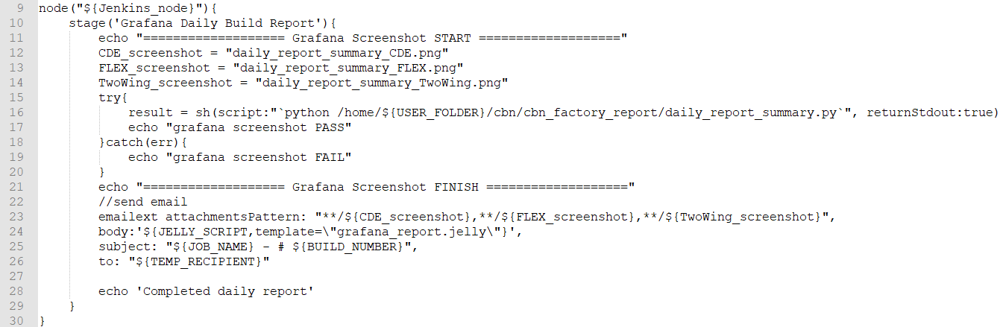 9 node("${Jenkins_node}"){
10 stage('Grafana Daily Build Report'){
11 echo "=================== Grafana Screenshot START ==================="
12 CDE_screenshot = "daily_report_summary_CDE.png"
13 FLEX_screenshot = "daily_report_summary_FLEX.png"
14 TwoWing_screenshot = "daily_report_summary_TwoWing.png"
15 try{
16 result = sh(script:"`python /home/${USER_FOLDER}/cbn/cbn_factory_report/daily_report_summary.py`", returnStdout:true)
17 echo "grafana screenshot PASS"
18 }catch(err){
19 echo "grafana screenshot FAIL"
20 }
21 echo "=================== Grafana Screenshot FINISH ==================="
22 //send email
23 emailext attachmentsPattern: "**/${CDE_screenshot},**/${FLEX_screenshot},**/${TwoWing_screenshot}",
24 body:'${JELLY_SCRIPT,template=\"grafana_report.jelly\"}',
25 subject: "${JOB_NAME} - # ${BUILD_NUMBER}",
26 to: "${TEMP_RECIPIENT}"
27
28 echo 'Completed daily report'
29 }
30 }